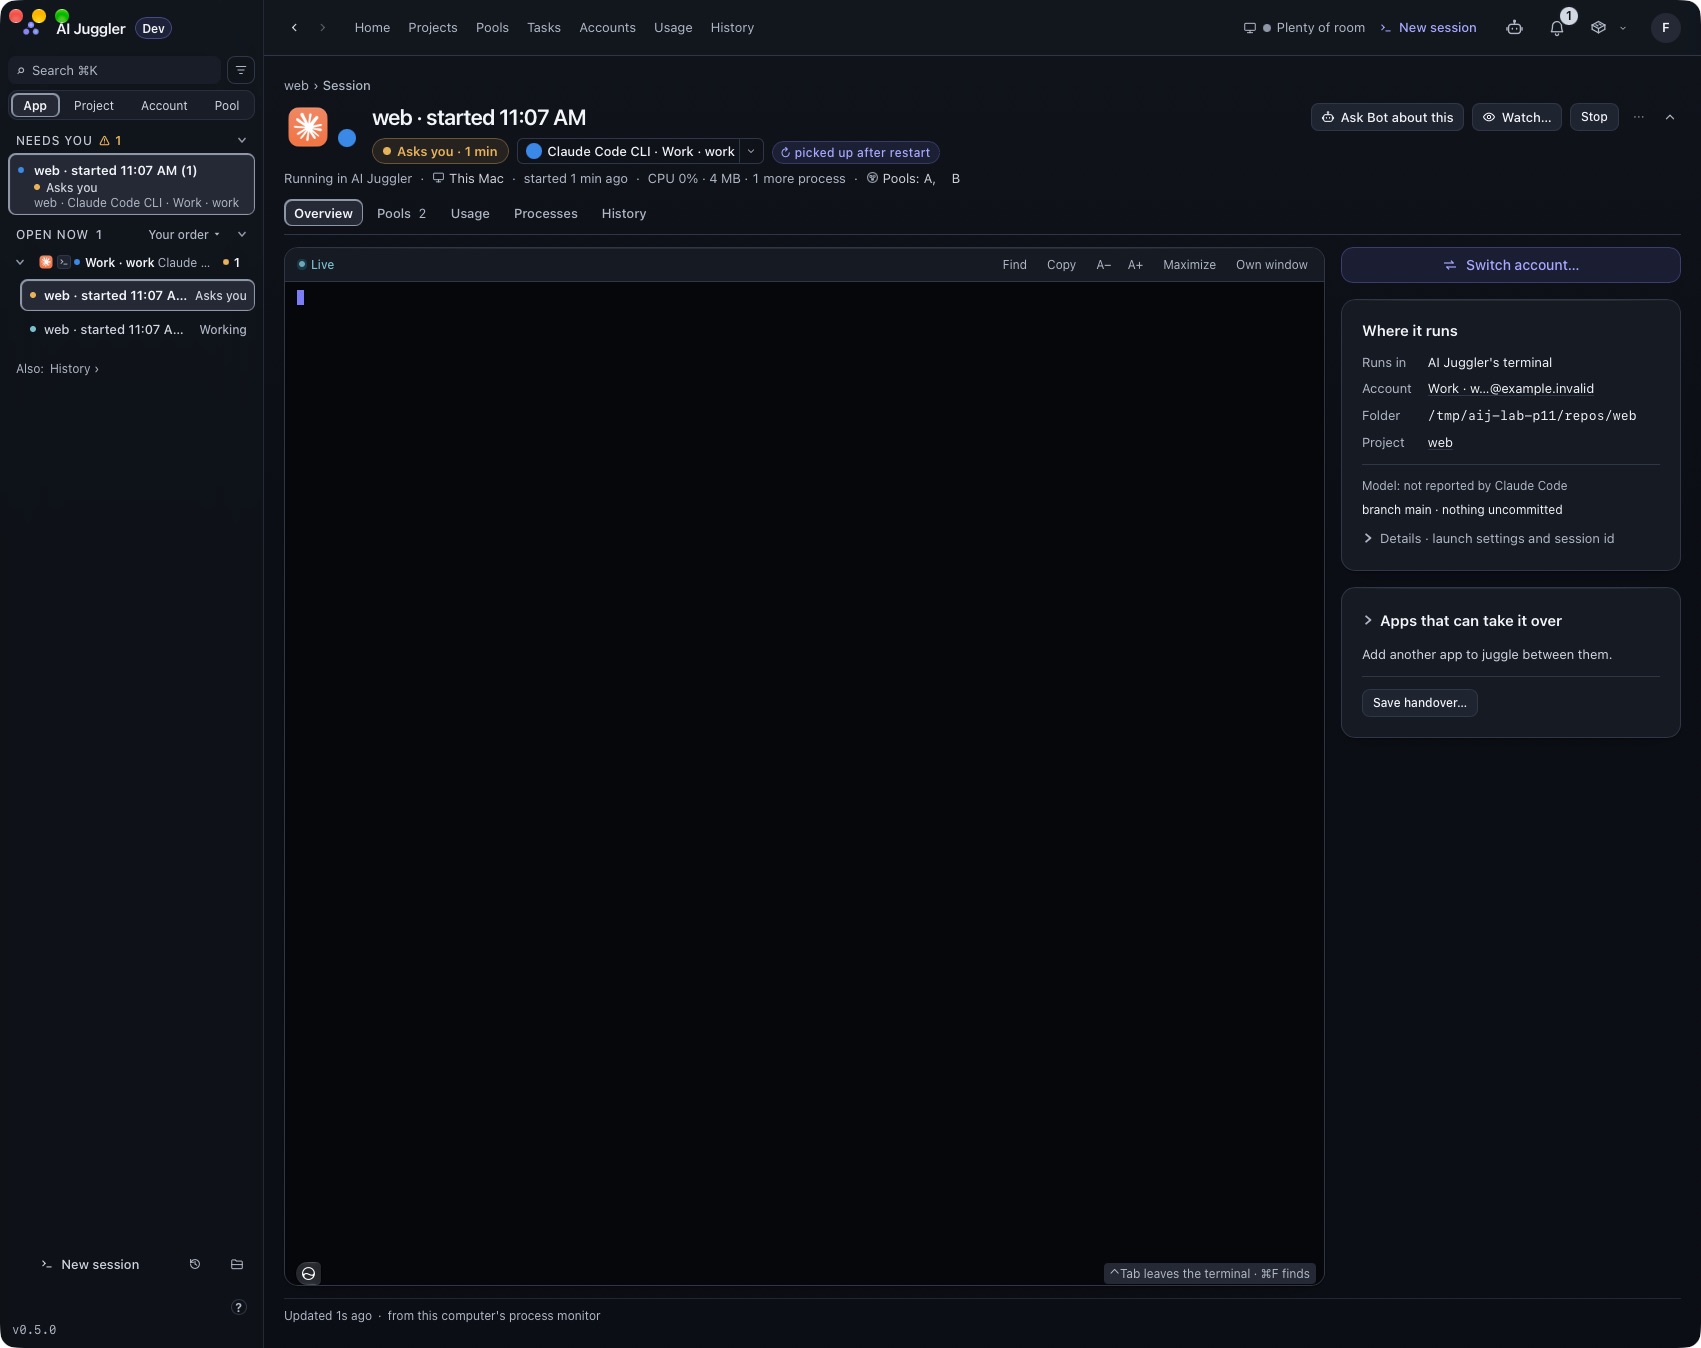 AI Juggler Dev
Search ⌘K
App Project Account Pool
NEEDS YOU 1
web · started 11:07 AM (1)
Asks you
web · Claude Code CLI · Work · work
OPEN NOW 1 Your order
Work · work Claude ... 1
web · started 11:07 A... Asks you
web · started 11:07 A... Working
Also: History ›
New session
?
v0.5.0
‹ › Home Projects Pools Tasks Accounts Usage History
Plenty of room New session 1 F
web › Session
web · started 11:07 AM
Ask Bot about this Watch... Stop ...
Asks you · 1 min Claude Code CLI · Work · work picked up after restart
Running in AI Juggler · This Mac · started 1 min ago · CPU 0% · 4 MB · 1 more process · Pools: A, B
Overview Pools 2 Usage Processes History
Live Find Copy A− A+ Maximize Own window
^Tab leaves the terminal · ⌘F finds
Switch account...
Where it runs
Runs in AI Juggler's terminal
Account Work · w...@example.invalid
Folder /tmp/aij-lab-p11/repos/web
Project web
Model: not reported by Claude Code
branch main · nothing uncommitted
Details · launch settings and session id
Apps that can take it over
Add another app to juggle between them.
Save handover...
Updated 1s ago · from this computer's process monitor